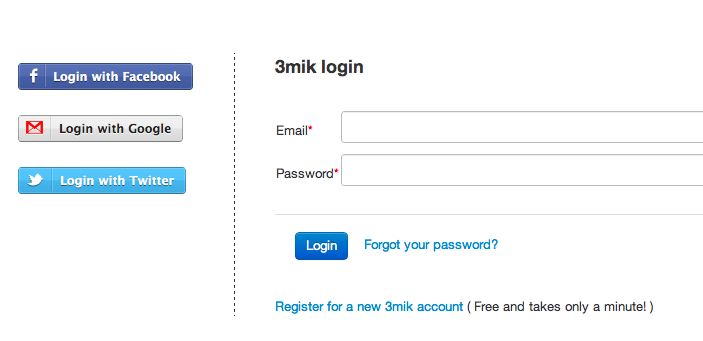 Login with Facebook
Login with Google
Login with Twitter
3mik login
Email*
Password*
Login Forgot your password?
Register for a new 3mik account ( Free and takes only a minute! )